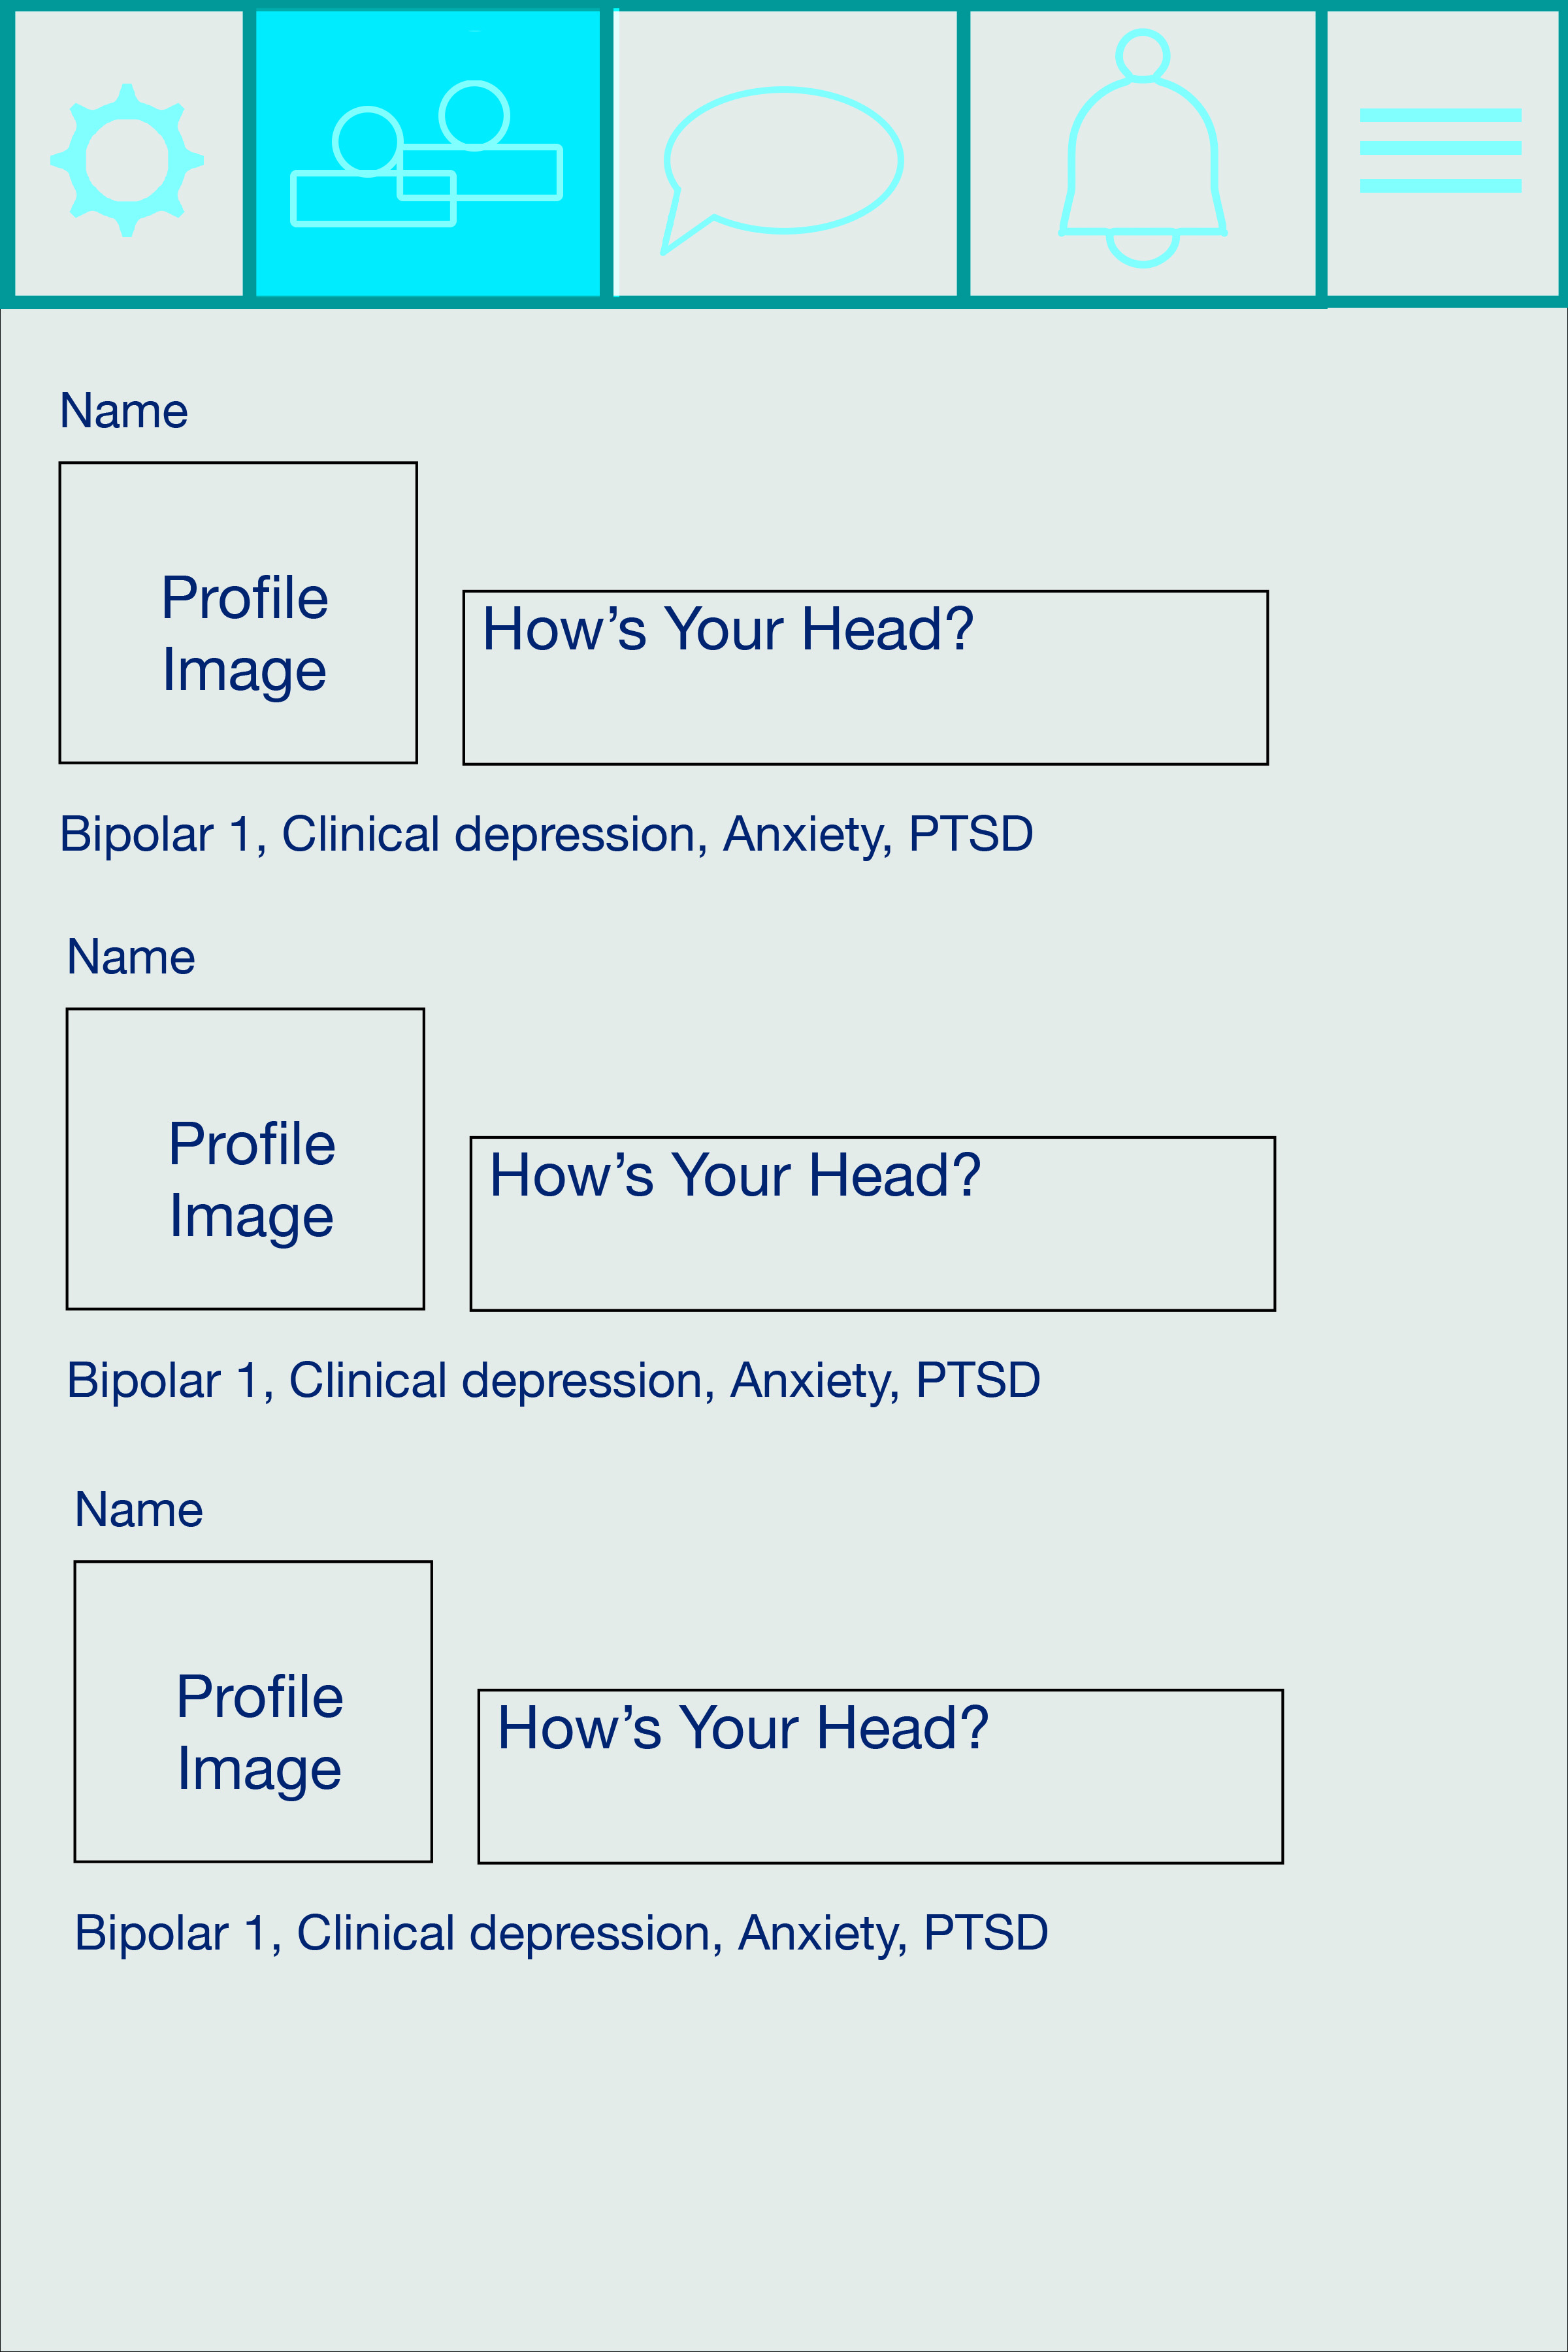 Name
Profile
Image
How’s Your Head?
Bipolar 1, Clinical depression, Anxiety, PTSD
Name
Profile
Image
How’s Your Head?
Bipolar 1, Clinical depression, Anxiety, PTSD
Name
Profile
Image
How’s Your Head?
Bipolar 1, Clinical depression, Anxiety, PTSD